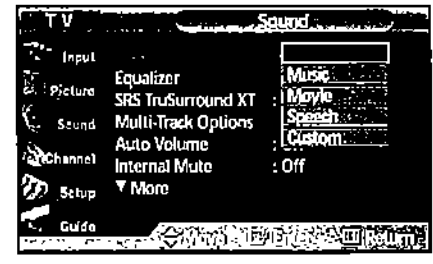 TV Sound
Input
Picture
Sound
Channel
Setup
Guide
Equalizer
SRS TruSurround XT :
Multi-Track Options
Auto Volume :
Internal Mute : Off
▼ More
Music
Movie
Speech
Custom
Move Enter Return